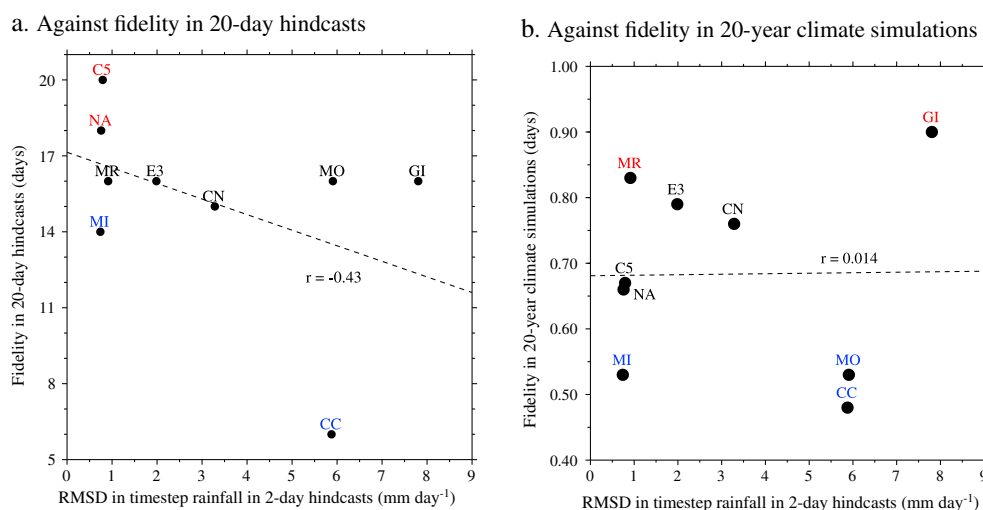 a. Against fidelity in 20-day hindcasts
20
17
14
11
8
5
0
1
2
3
4
5
6
7
8
9
C5
NA
MR
E3
MO
GI
CN
MI
r = -0.43
CC
Fidelity in 20-day hindcasts (days)
RMSD in timestep rainfall in 2-day hindcasts (mm day-1)
b. Against fidelity in 20-year climate simulations
1.00
0.90
0.80
0.70
0.60
0.50
0.40
0
1
2
3
4
5
6
7
8
9
GI
MR
E3
CN
r = 0.014
C5
NA
MI
MO
CC
Fidelity in 20-year climate simulations (days)
RMSD in timestep rainfall in 2-day hindcasts (mm day-1)